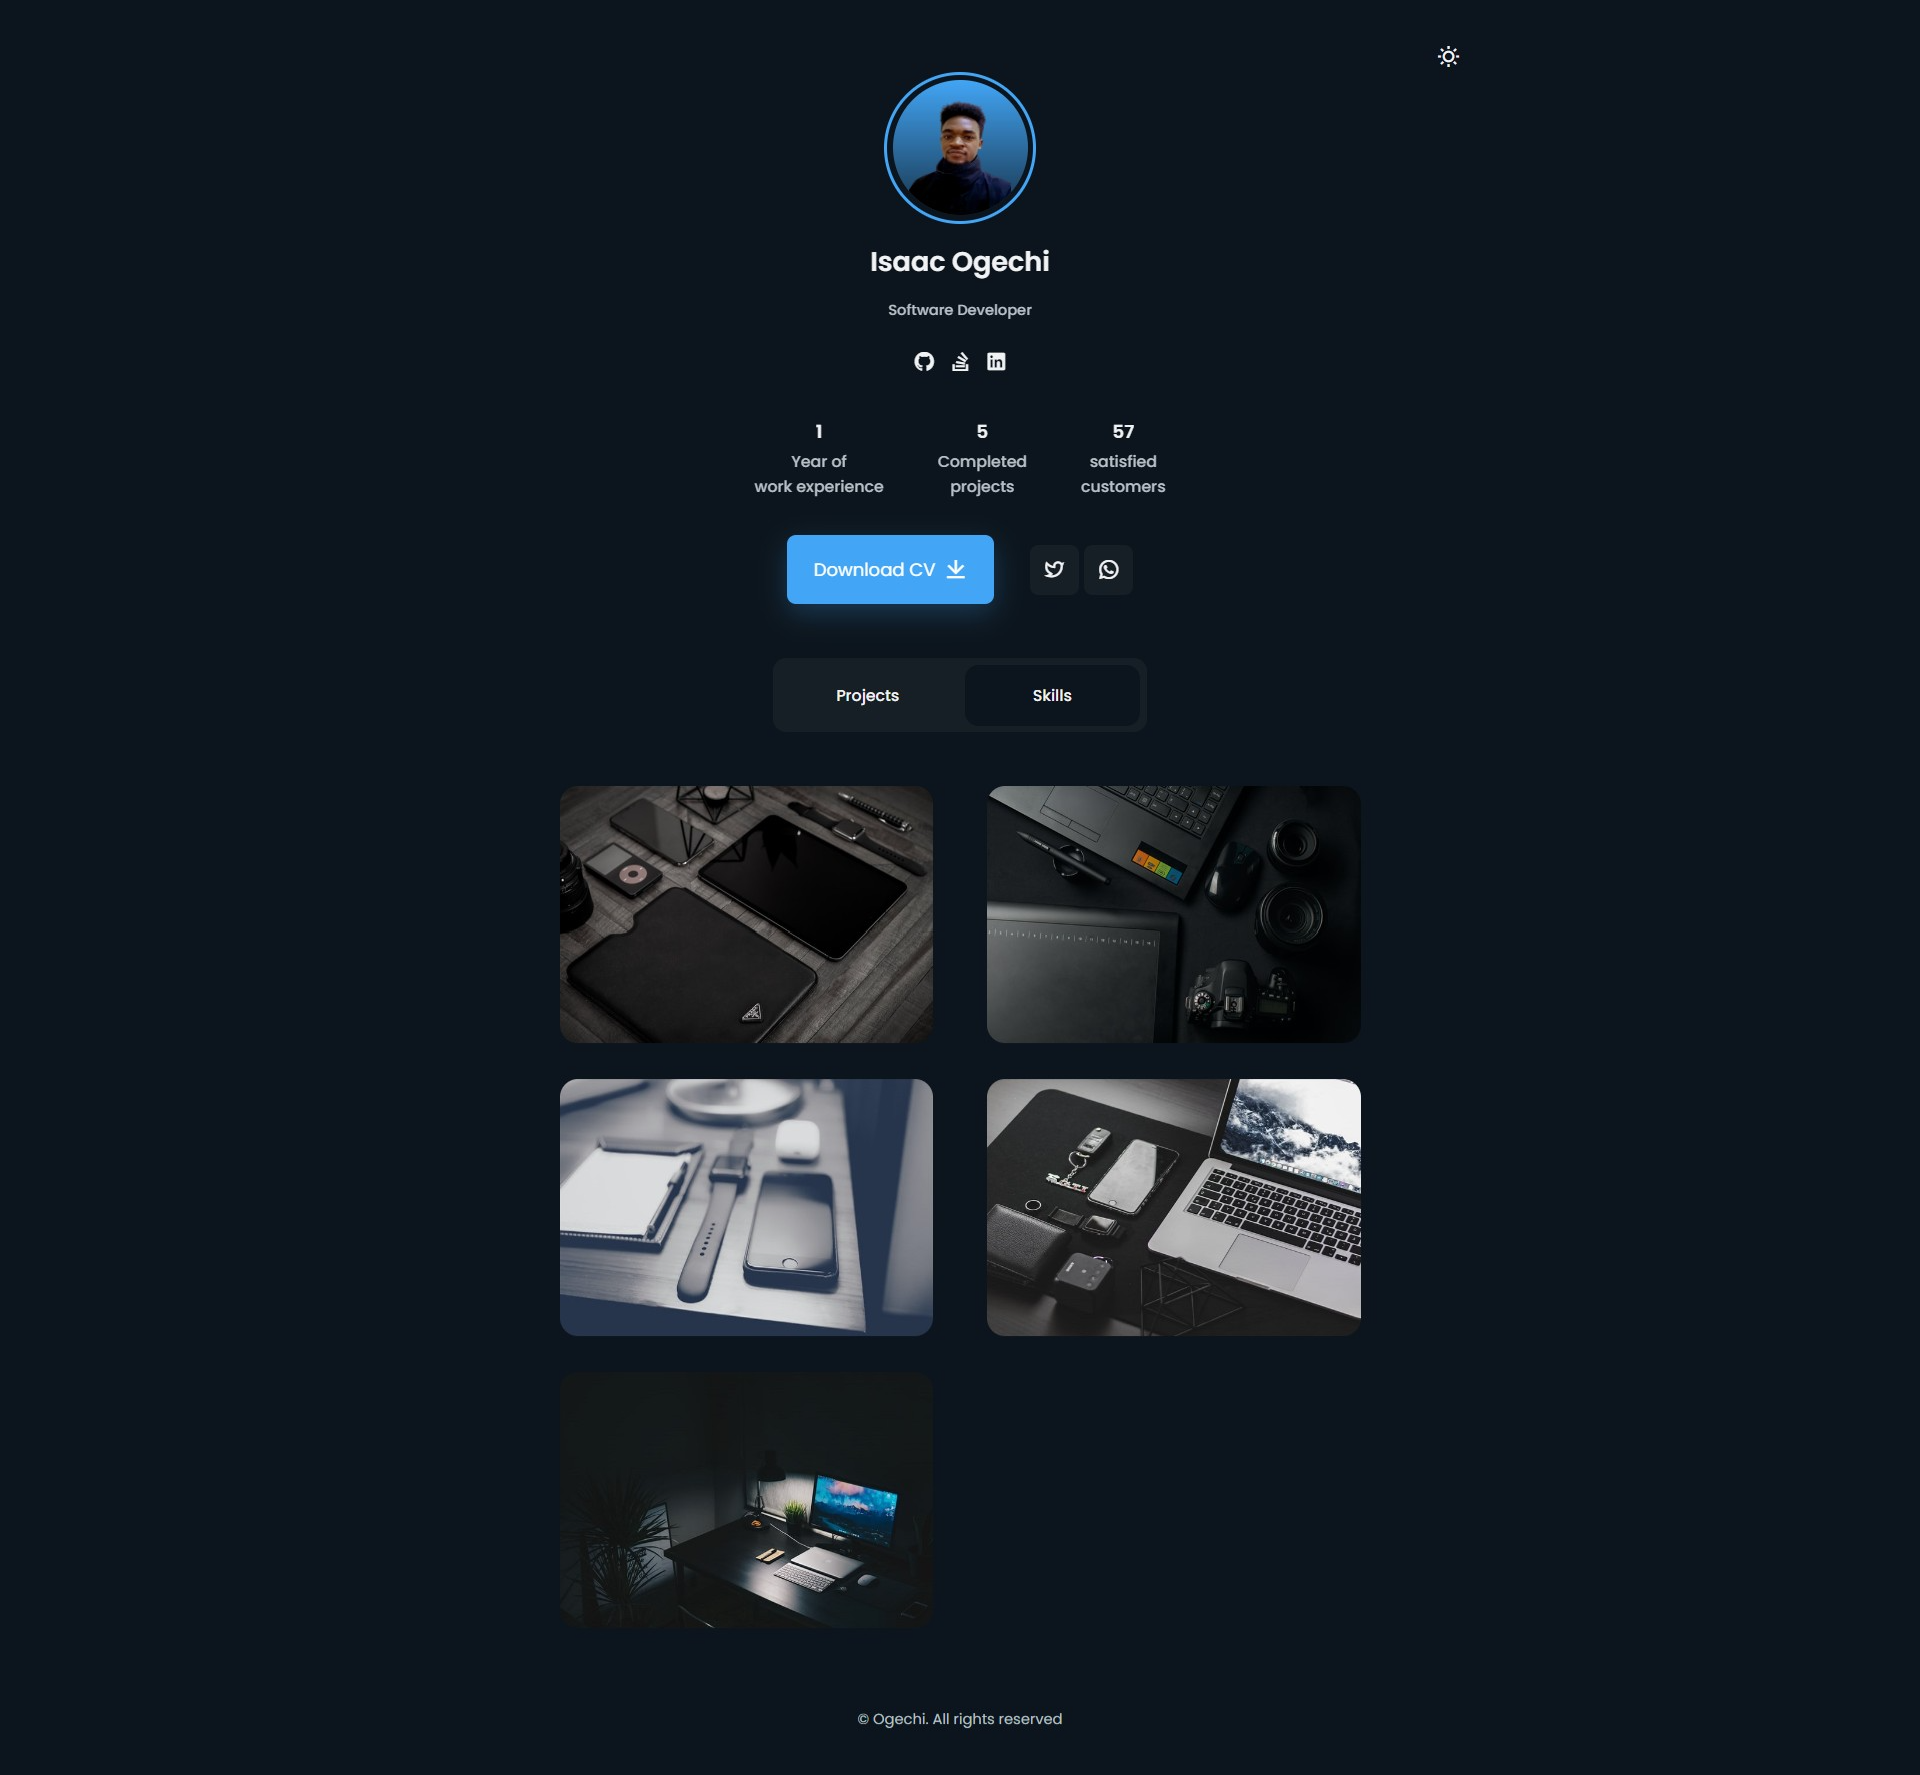 Isaac Ogechi
Software Developer
1
Year of
work experience
5
Completed
projects
57
satisfied
customers
Download CV
Projects
Skills
© Ogechi. All rights reserved